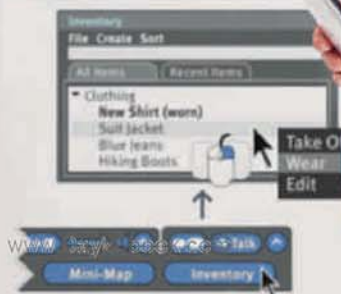 Inventory
File Create Sort
All Items Recent Items
Clothing
New Shirt (worn)
Suit Jacket
Blue Jeans
Hiking Boots
Take O
Wear
Edit
Talk
Mini-Map Inventory